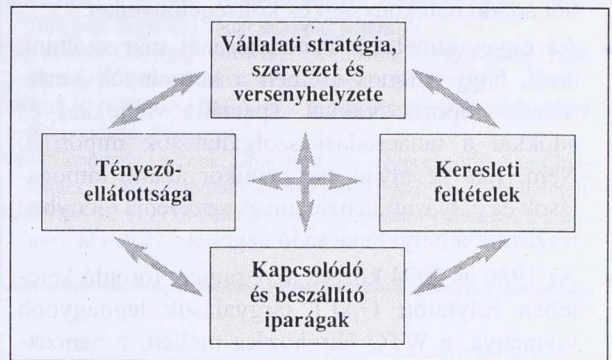 Vállalati stratégia,
szervezet és
versenyhelyzete
Tényező-
ellátottsága
Keresleti
feltételek
Kapcsolódó
és beszállító
iparágak